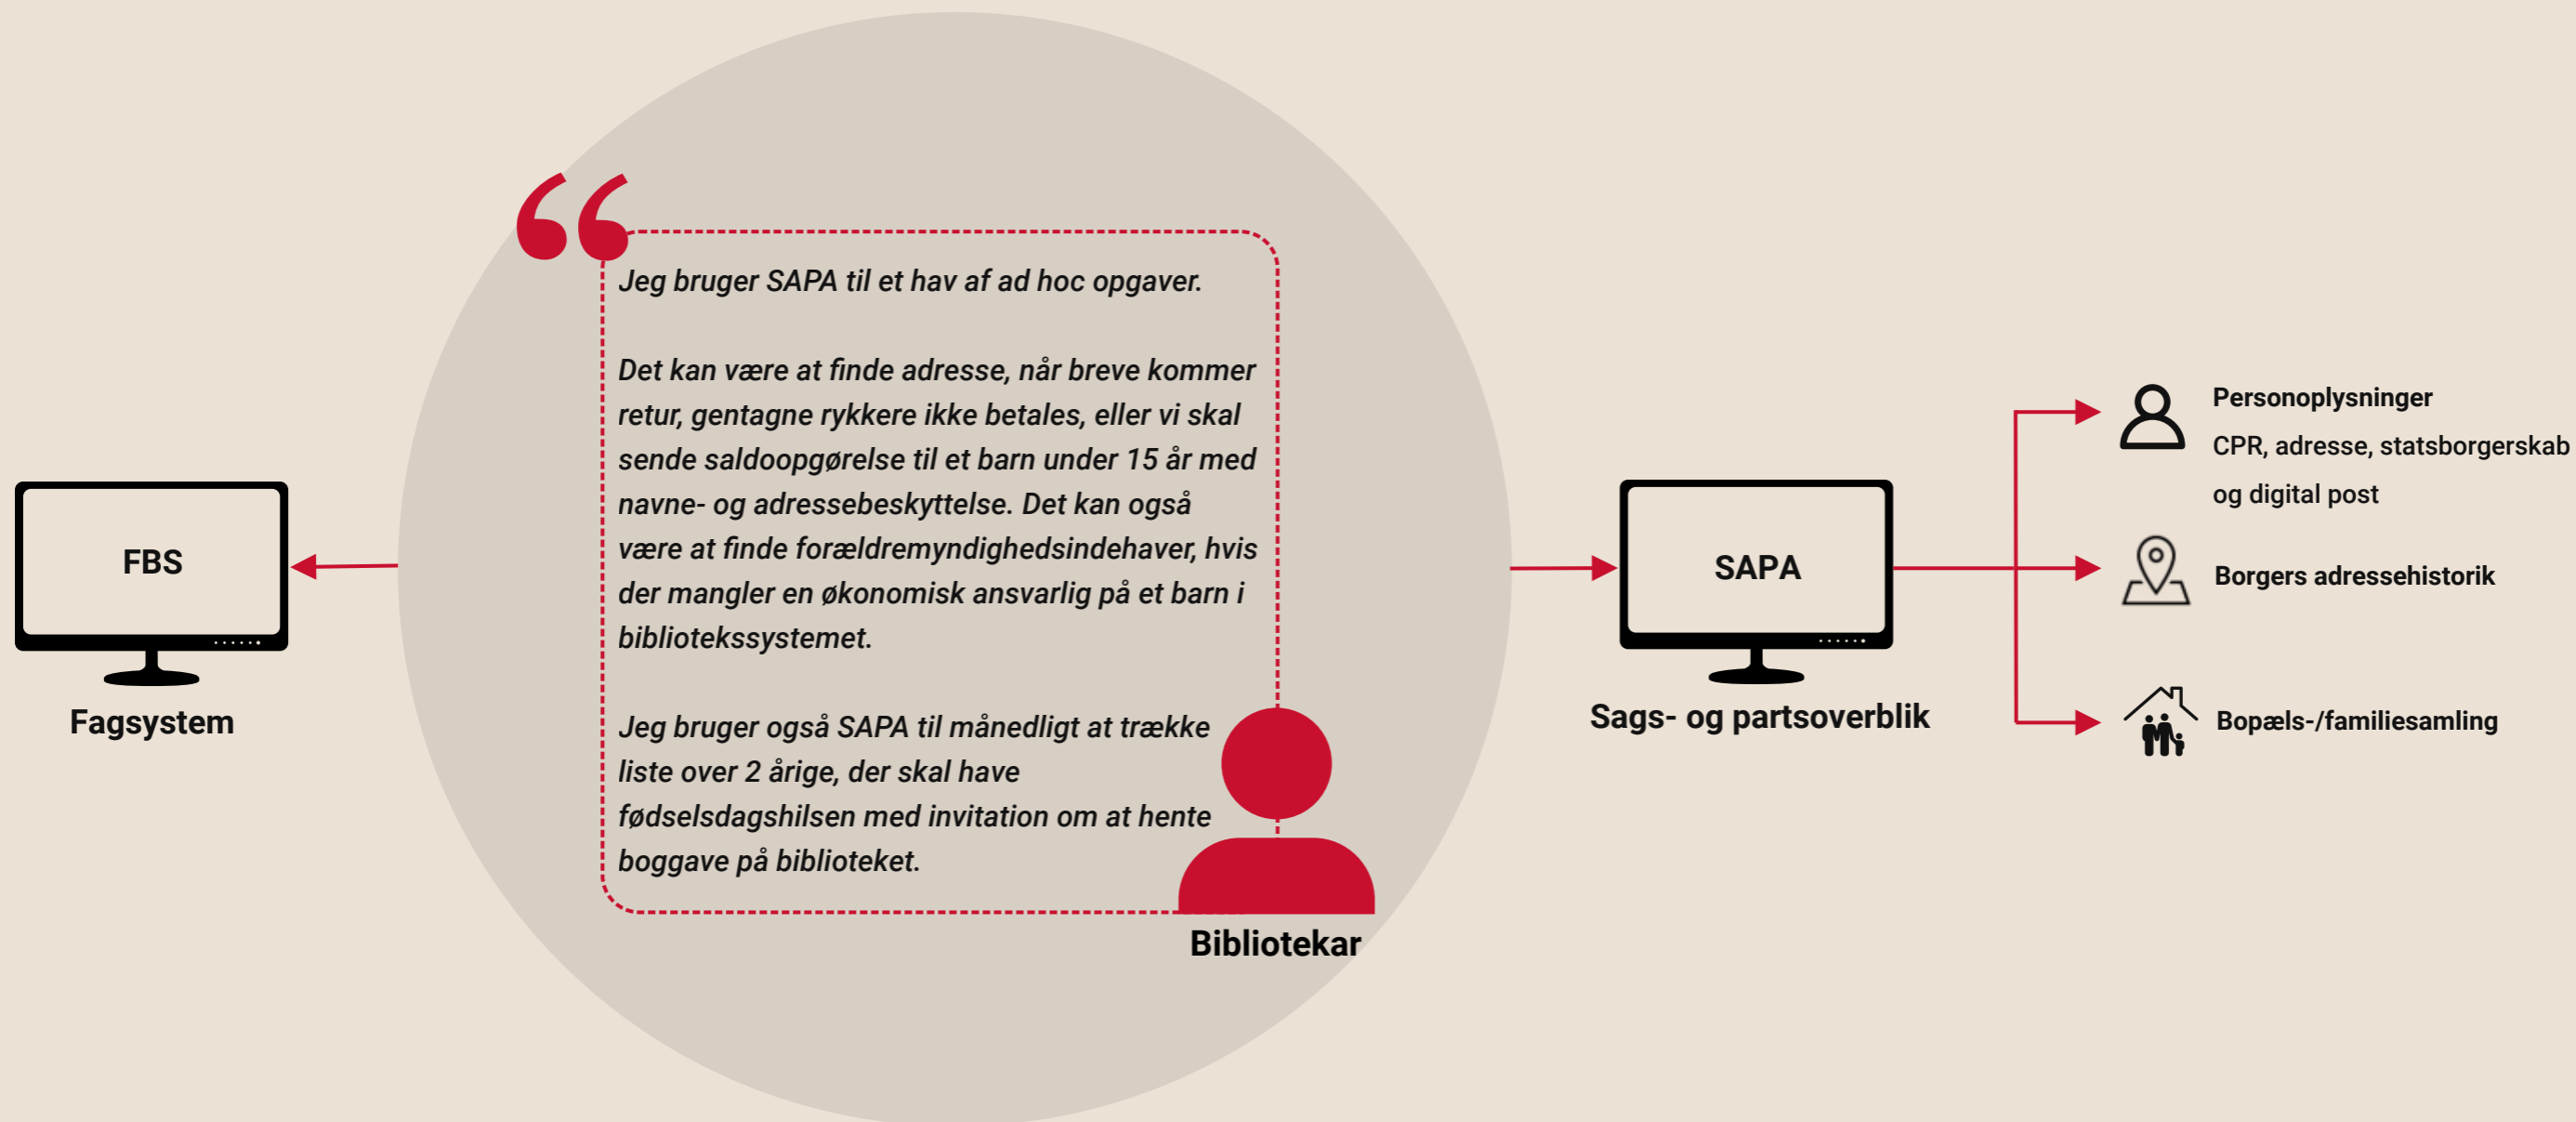 Jeg bruger SAPA til et hav af ad hoc opgaver.
Det kan være at finde adresse, når breve kommer
retur, gentagne rykkere ikke betales, eller vi skal
sende saldoopgørelse til et barn under 15 år med
navne- og adressebeskyttelse. Det kan også
være at finde forældremyndighedsindehaver, hvis
der mangler en økonomisk ansvarlig på et barn i
bibliotekssystemet.
Jeg bruger også SAPA til månedligt at trække
liste over 2 årige, der skal have
fødselsdagshilsen med invitation om at hente
boggave på biblioteket.
Bibliotekar
FBS
Fagsystem
SAPA
Sags- og partsoverblik
Personoplysninger
CPR, adresse, statsborgerskab
og digital post
Borgers adressehistorik
Bopæls-/familiesamling